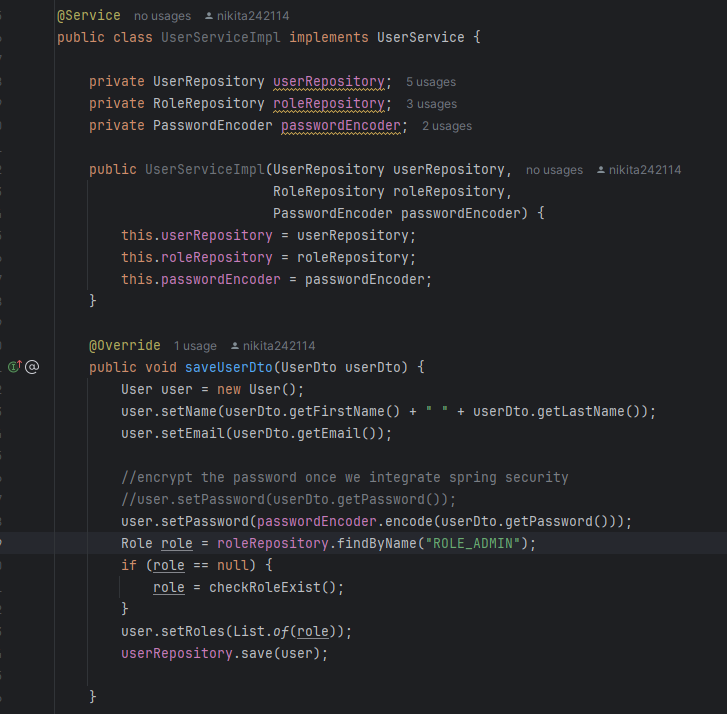 @Service no usages nikita242114
public class UserServiceImpl implements UserService {
private UserRepository userRepository; 5 usages
private RoleRepository roleRepository; 3 usages
private PasswordEncoder passwordEncoder; 2 usages
public UserServiceImpl(UserRepository userRepository, no usages nikita242114
RoleRepository roleRepository,
PasswordEncoder passwordEncoder) {
this.userRepository = userRepository;
this.roleRepository = roleRepository;
this.passwordEncoder = passwordEncoder;
}
@Override 1 usage nikita242114
public void saveUserDto(UserDto userDto) {
User user = new User();
user.setName(userDto.getFirstName() + " " + userDto.getLastName());
user.setEmail(userDto.getEmail());
//encrypt the password once we integrate spring security
//user.setPassword(userDto.getPassword());
user.setPassword(passwordEncoder.encode(userDto.getPassword()));
Role role = roleRepository.findByName("ROLE_ADMIN");
if (role == null) {
role = checkRoleExist();
}
user.setRoles(List.of(role));
userRepository.save(user);
}